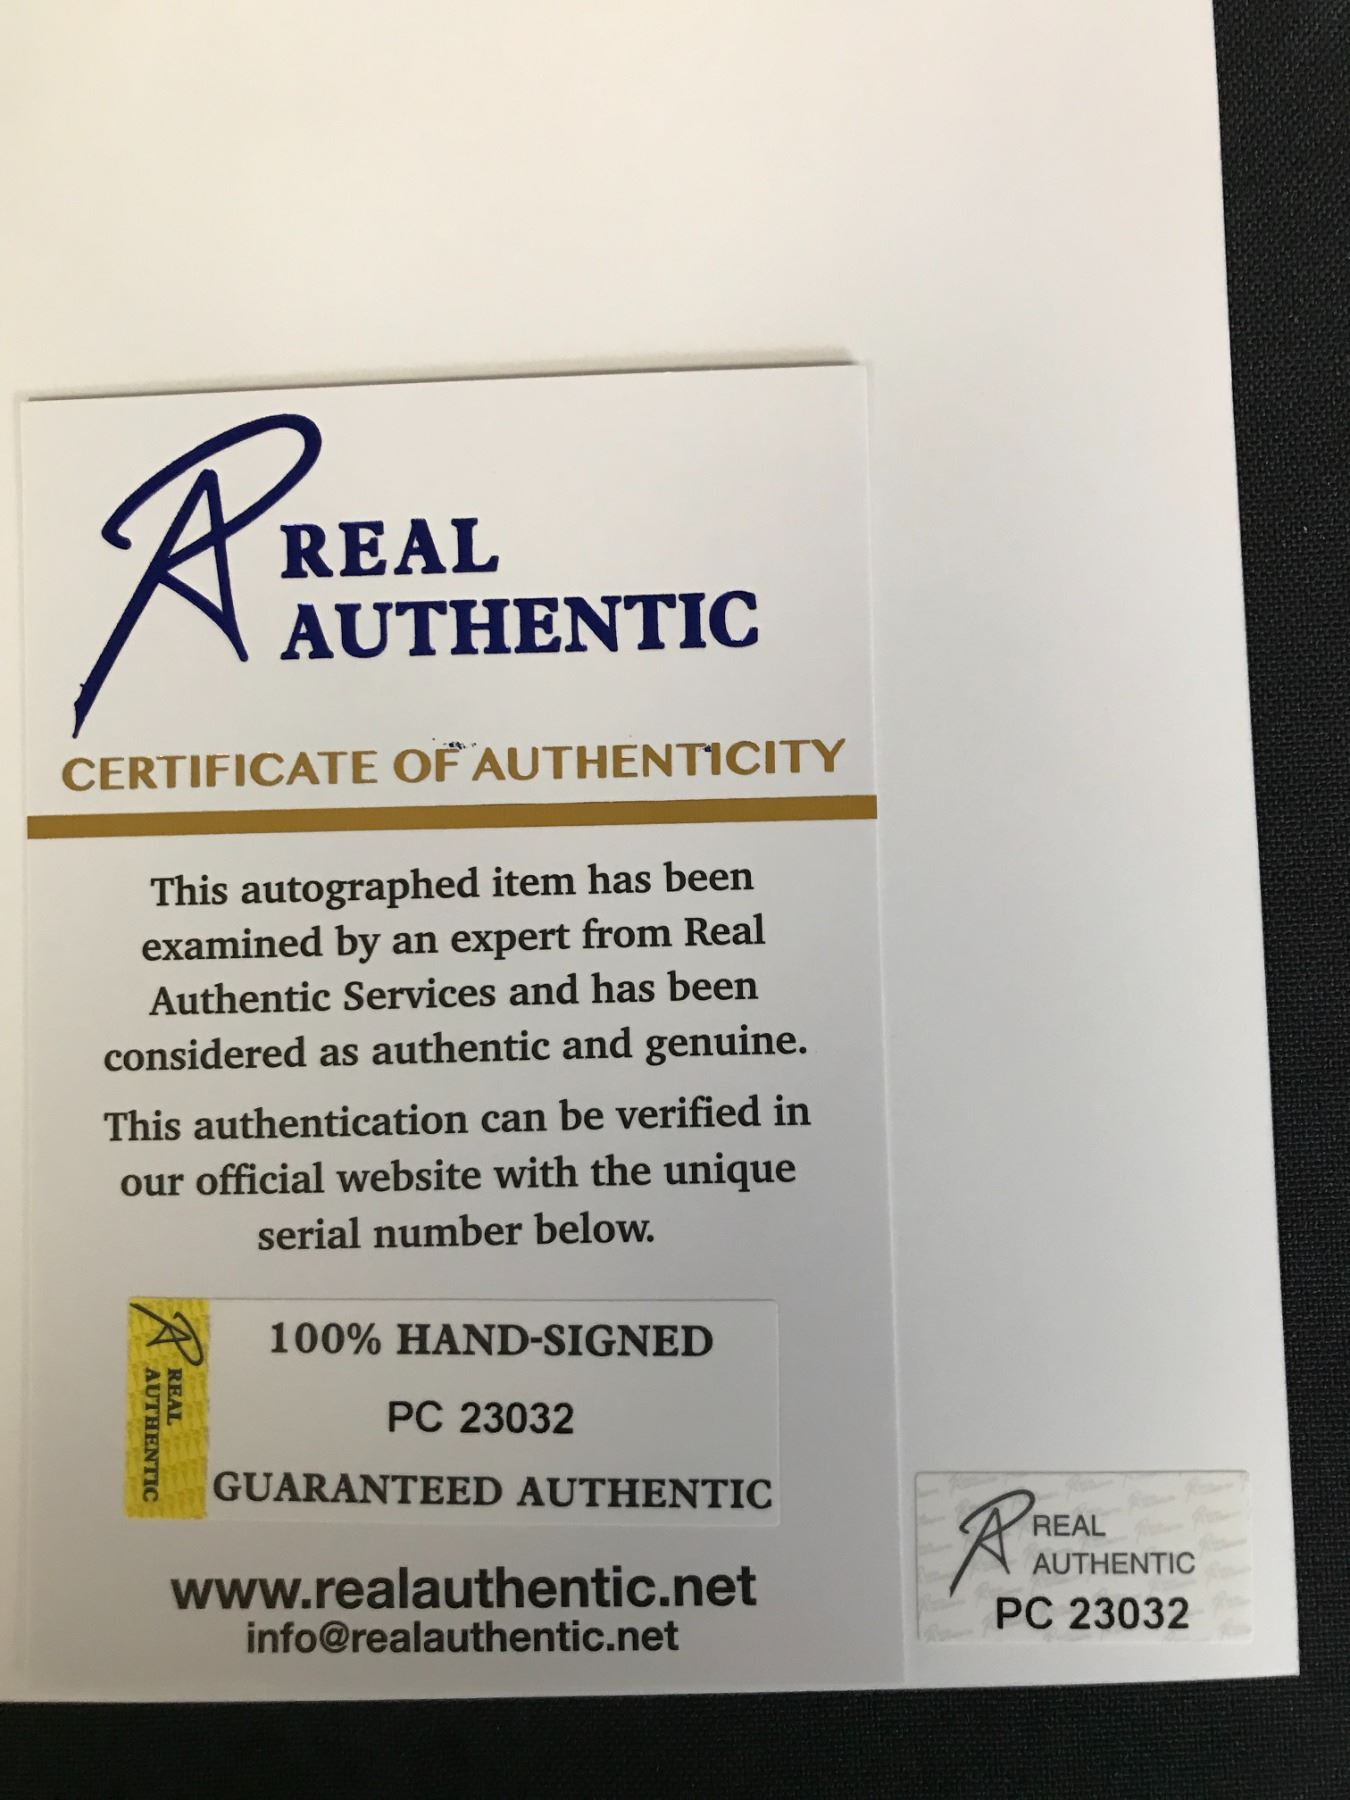 REAL
AUTHENTIC
CERTIFICATE OF AUTHENTICITY
This autographed item has been
examined by an expert from Real
Authentic Services and has been
considered as authentic and genuine.
This authentication can be verified in
our official website with the unique
serial number below.
REAL
AUTHENTIC
100% HAND-SIGNED
PC 23032
GUARANTEED AUTHENTIC
www.realauthentic.net
info@realauthentic.net
REAL
AUTHENTIC
PC 23032